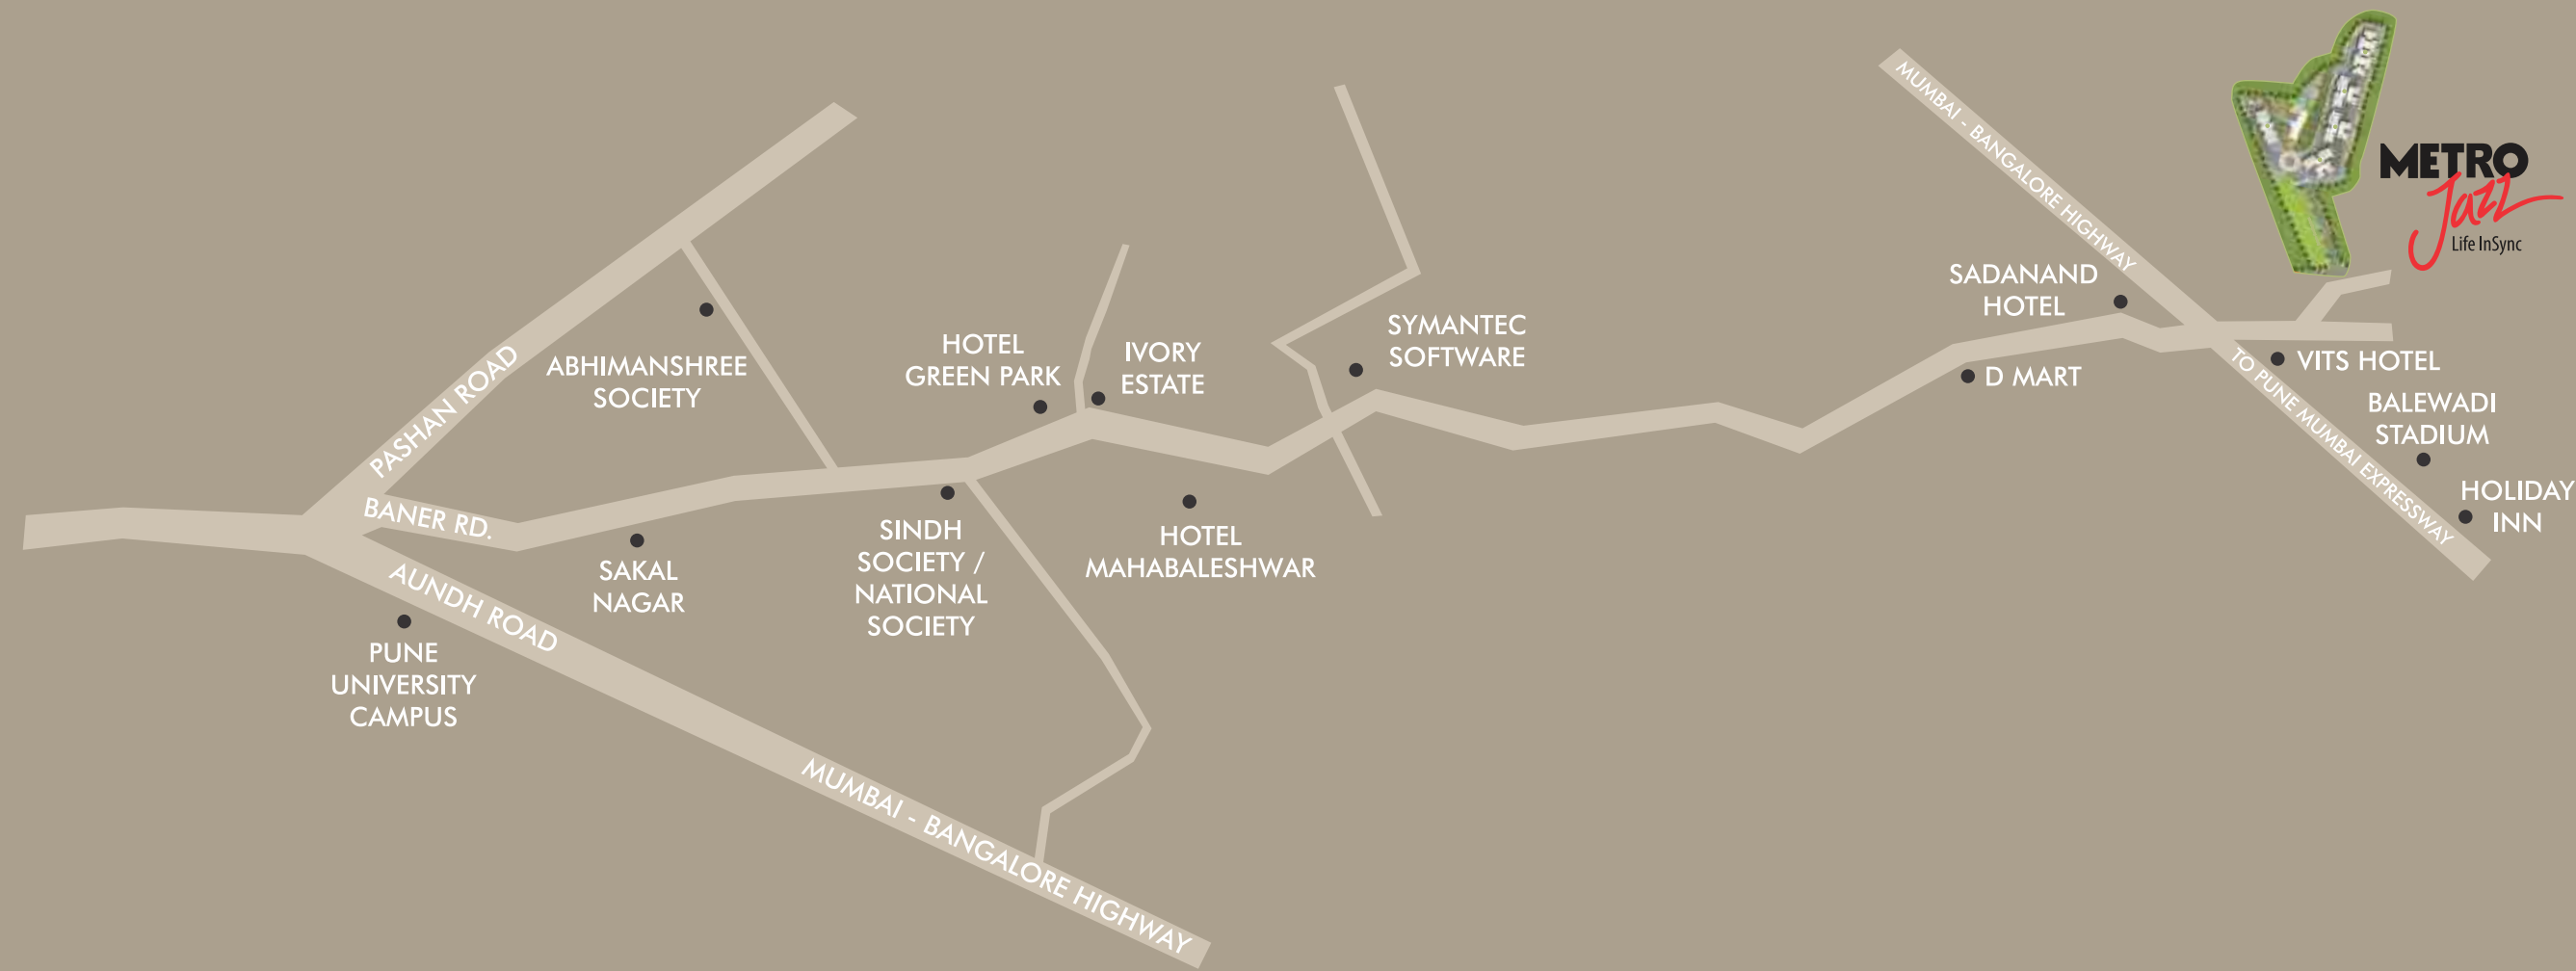 MUMBAI - BANGALORE HIGHWAY
METRO
Jazz
Life InSync
SADANAND
HOTEL
SYMANTEC
SOFTWARE
HOTEL
GREEN PARK
IVORY
ESTATE
ABHIMANSHREE
SOCIETY
PASHAN ROAD
D MART
VITS HOTEL
TO PUNE MUMBAI EXPRESSWAY
BALEWADI
STADIUM
HOLIDAY
INN
BANER RD.
SAKAL
NAGAR
SINDH
SOCIETY /
NATIONAL
SOCIETY
HOTEL
MAHABALESHWAR
AUNDH ROAD
PUNE
UNIVERSITY
CAMPUS
MUMBAI - BANGALORE HIGHWAY